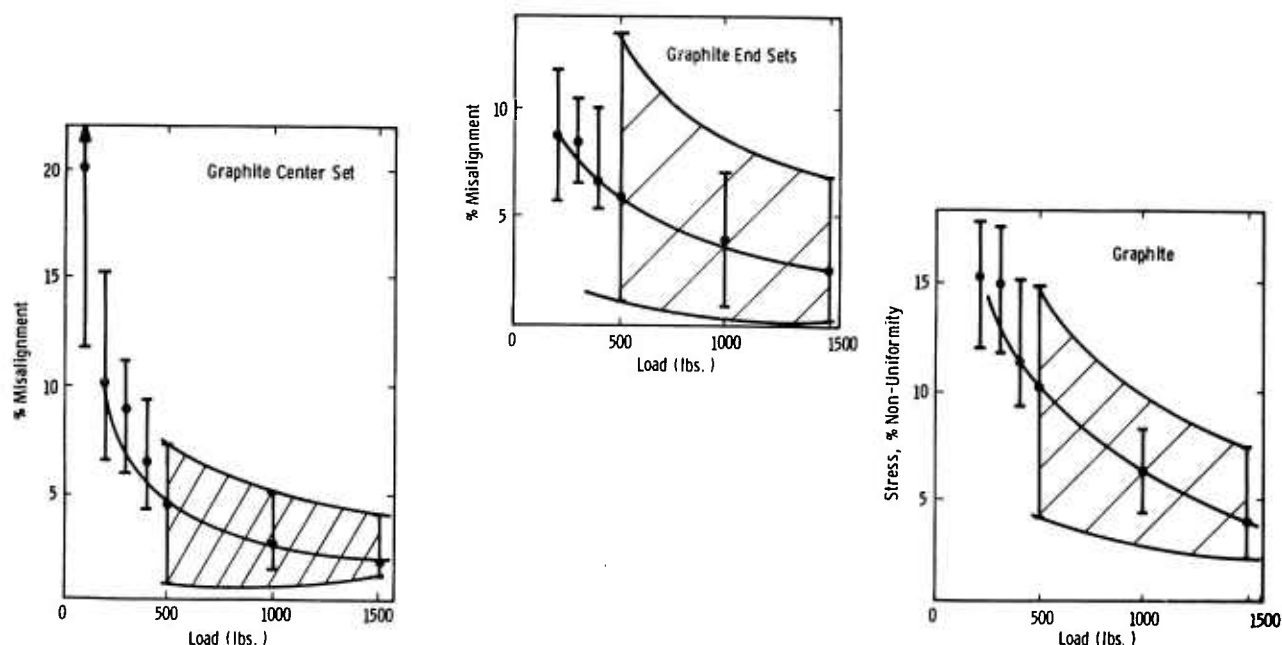 Graphite Center Set
% Misalignment
20
15
10
5
0
500
1000
1500
Load (lbs.)
Graphite End Sets
% Misalignment
10
5
0
500
1000
1500
Load (lbs.)
Graphite
Stress, % Non-Uniformity
15
10
5
0
500
1000
1500
Load (lbs.)